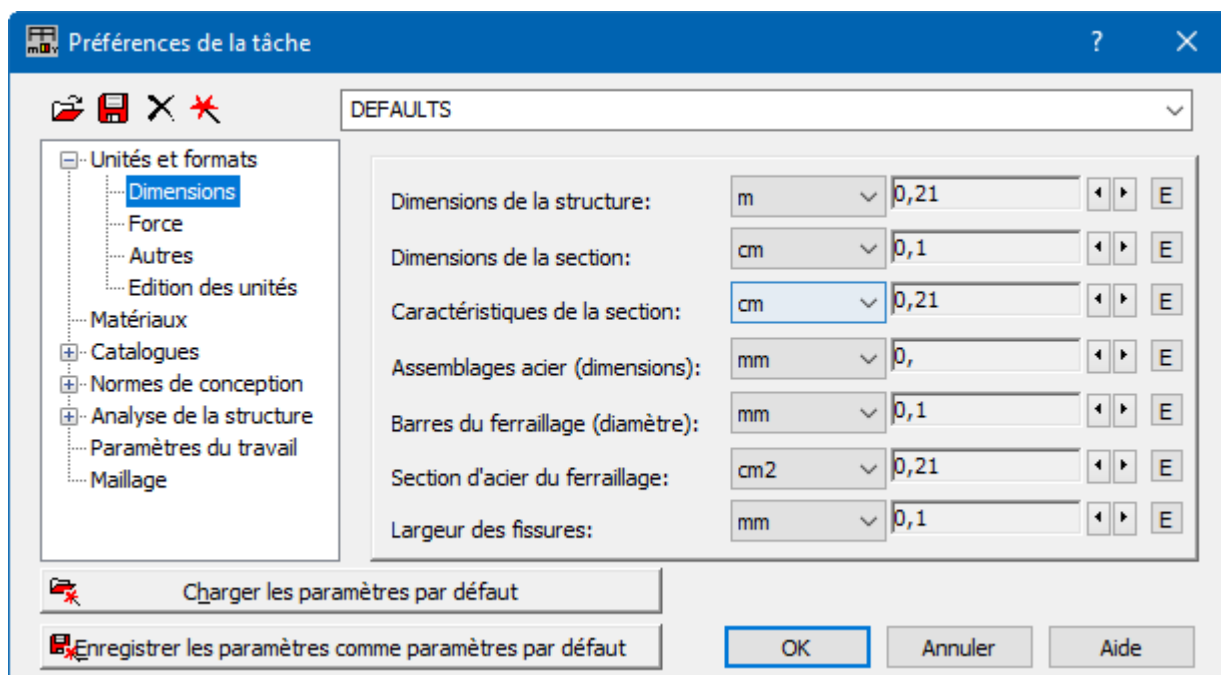 Préférences de la tâche
DEFAULTS
Unités et formats
Dimensions
Force
Autres
Edition des unités
Matériaux
Catalogues
Normes de conception
Analyse de la structure
Paramètres du travail
Maillage
Dimensions de la structure: m 0,21 E
Dimensions de la section: cm 0,1 E
Caractéristiques de la section: cm 0,21 E
Assemblages acier (dimensions): mm 0, E
Barres du ferraillage (diamètre): mm 0,1 E
Section d'acier du ferraillage: cm2 0,21 E
Largeur des fissures: mm 0,1 E
Charger les paramètres par défaut
Enregistrer les paramètres comme paramètres par défaut
OK Annuler Aide